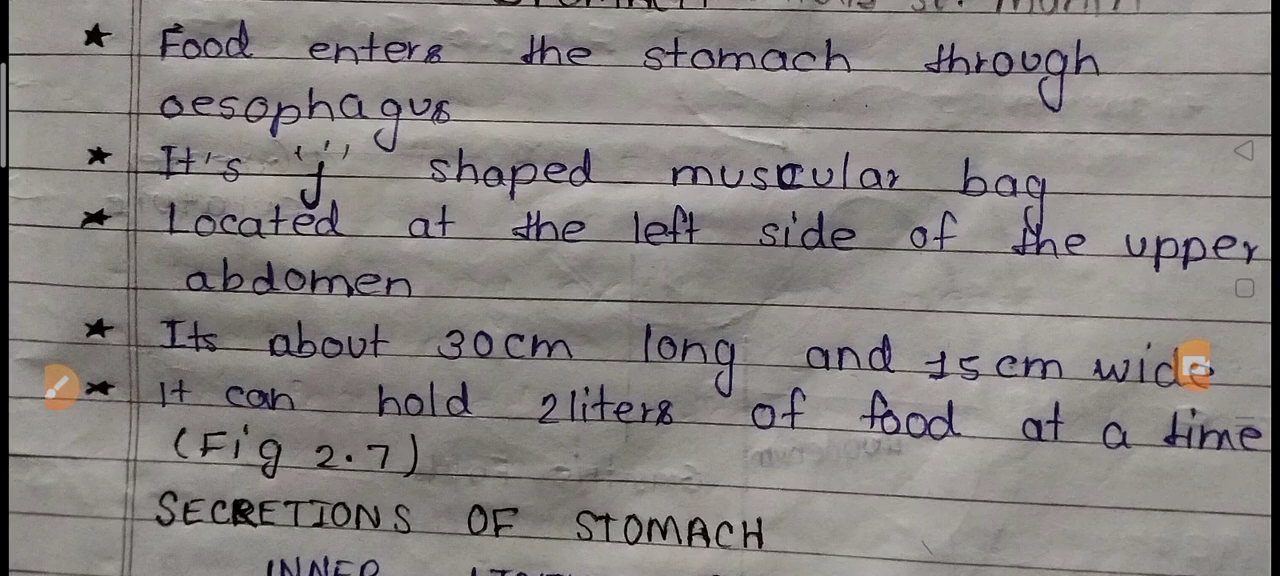 ★ Food enters the stomach through
oesophagus
★ It's "j" shaped muscular bag
★ Located at the left side of the upper
abdomen
★ Its about 30cm long and 15cm wide
★ It can hold 2liters of food at a time
(Fig 2.7)
SECRETIONS OF STOMACH
INNER